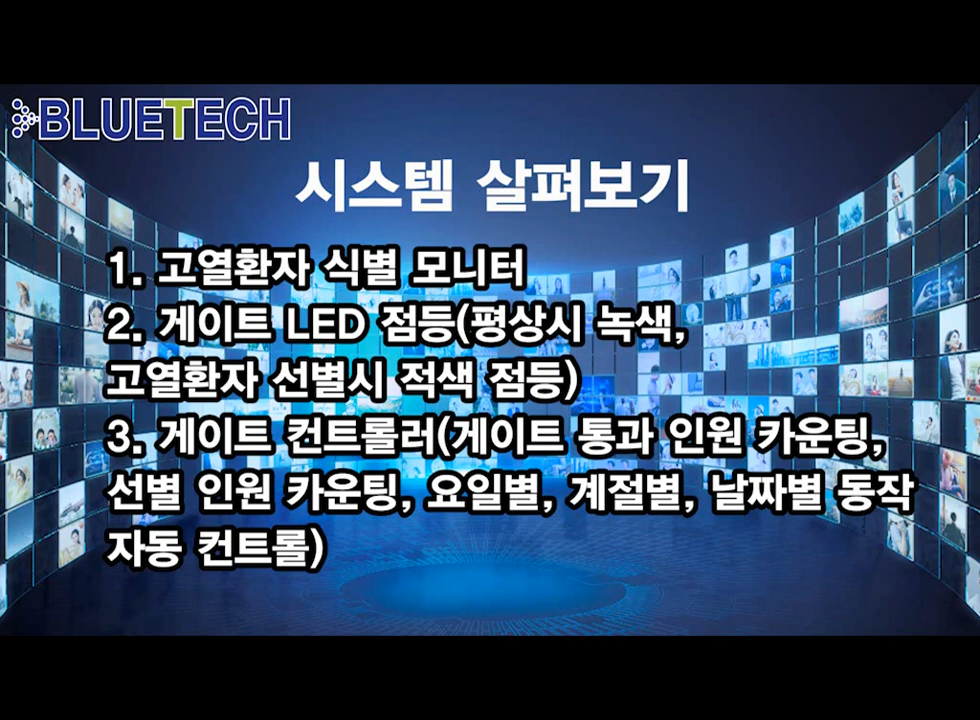 BLUETECH
시스템 살펴보기
1. 고열환자 식별 모니터
2. 게이트 LED 점등(평상시 녹색,
고열환자 선별시 적색 점등)
3. 게이트 컨트롤러(게이트 통과 인원 카운팅,
선별 인원 카운팅, 요일별, 계절별, 날짜별 동작
자동 컨트롤)